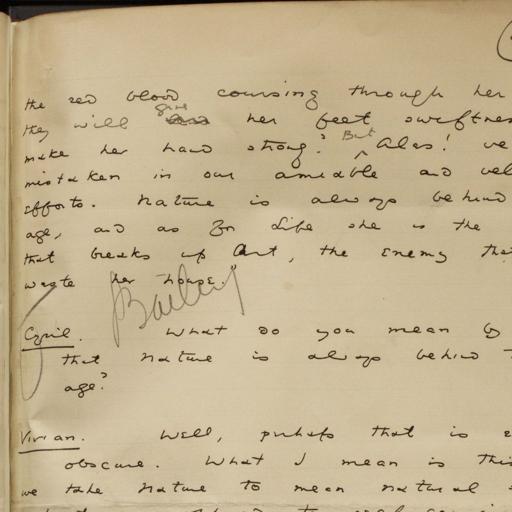 the red blood coursing through her
they will give her feet swiftness
make her hand strong? But Alas! we
mistaken in our amiable and well
efforts. Nature is always behind
age, and as for Life she is the
that breaks up Art, the enemy that
waste her house."
Bailey
Cyril. What do you mean by
that Nature is always behind
age?
Vivian. Well, perhaps that is
obscure. What I mean is this
we take Nature to mean natural